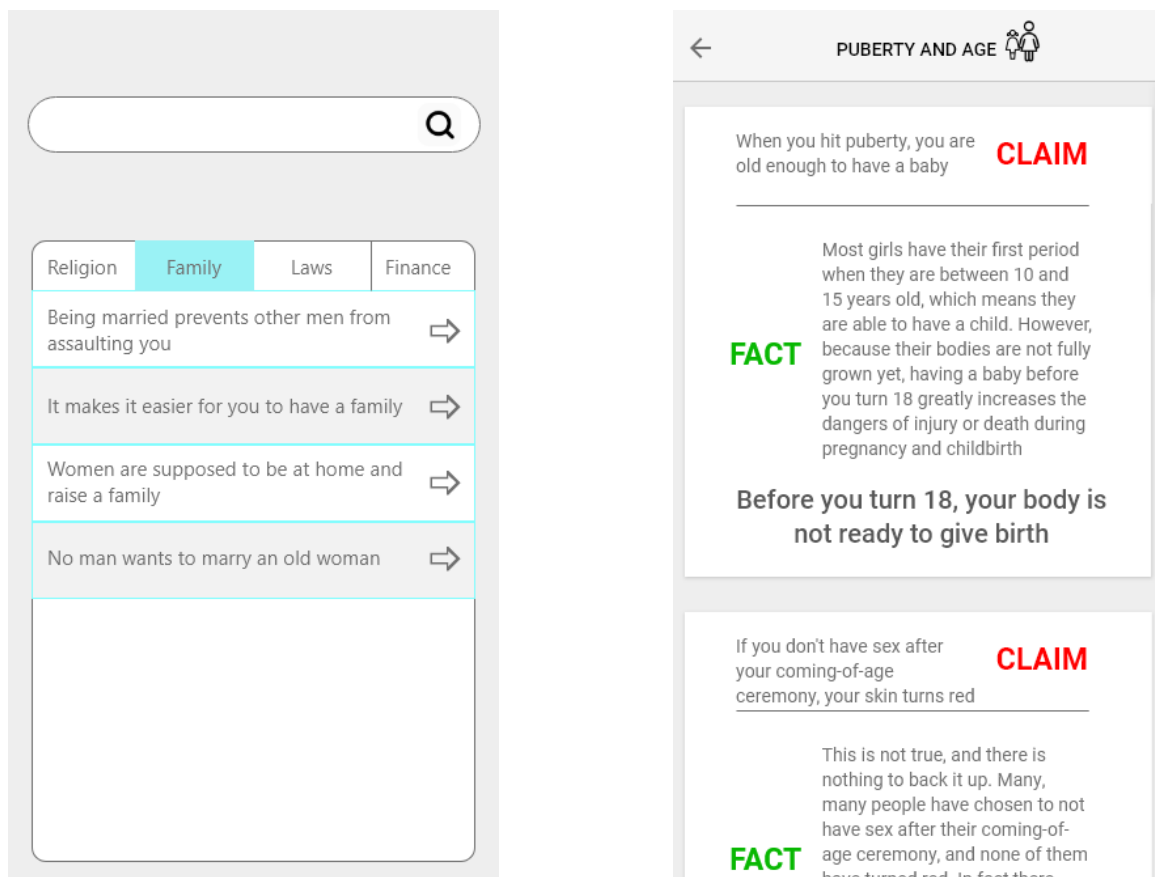 Religion Family Laws Finance
Being married prevents other men from
assaulting you
It makes it easier for you to have a family
Women are supposed to be at home and
raise a family
No man wants to marry an old woman
PUBERTY AND AGE
When you hit puberty, you are
old enough to have a baby
CLAIM
Most girls have their first period
when they are between 10 and
15 years old, which means they
are able to have a child. However,
FACT
because their bodies are not fully
grown yet, having a baby before
you turn 18 greatly increases the
dangers of injury or death during
pregnancy and childbirth
Before you turn 18, your body is
not ready to give birth
If you don't have sex after
your coming-of-age
ceremony, your skin turns red
CLAIM
This is not true, and there is
nothing to back it up. Many,
many people have chosen to not
have sex after their coming-of-
FACT
age ceremony, and none of them
have turned red. In fact there